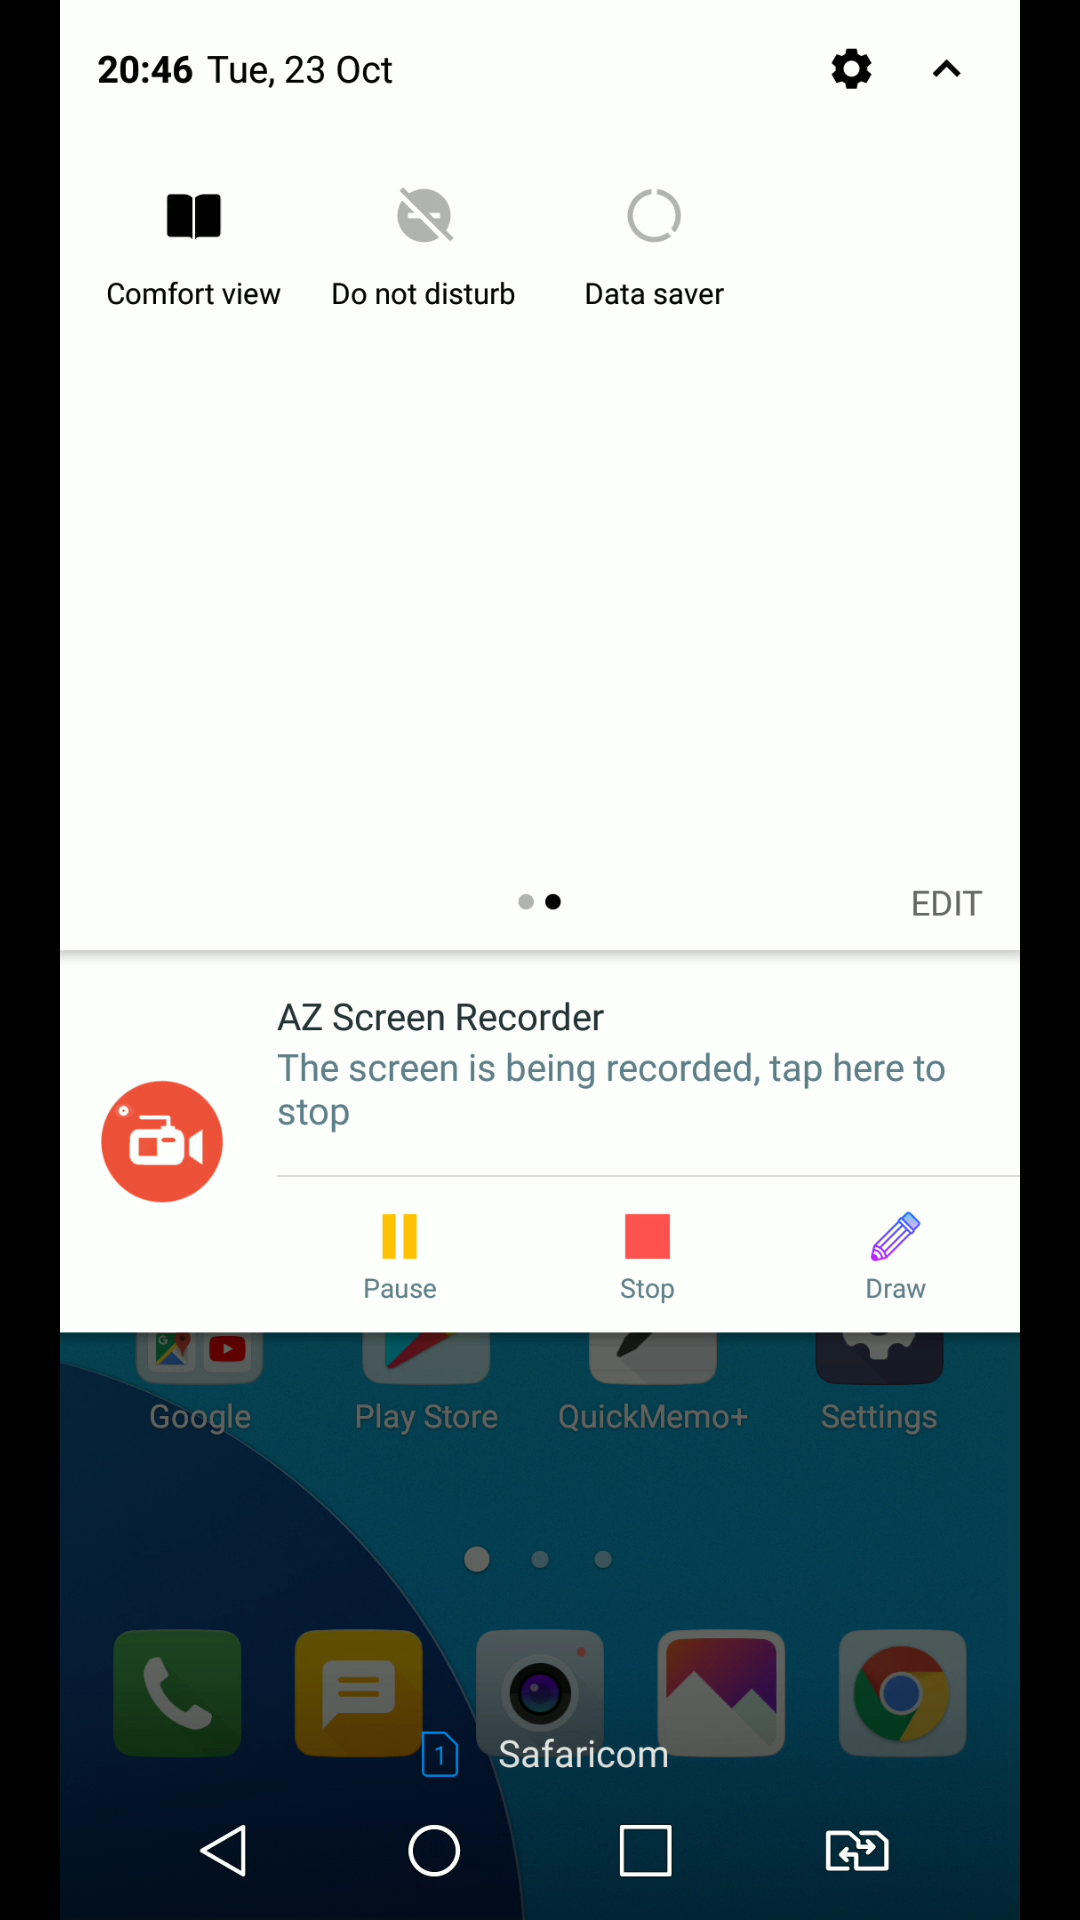 20:46 Tue, 23 Oct
Comfort view
Do not disturb
Data saver
EDIT
AZ Screen Recorder
The screen is being recorded, tap here to
stop
Pause
Stop
Draw
Google
Play Store
QuickMemo+
Settings
1
Safaricom